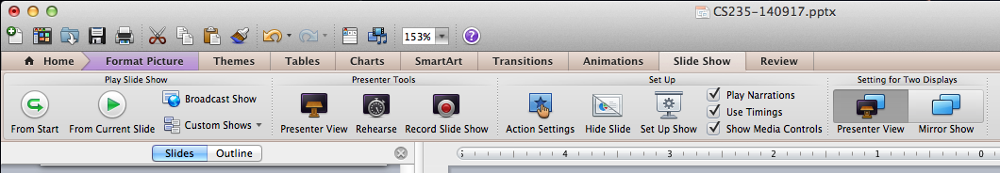 CS235-140917.pptx
153%
Home Format Picture Themes Tables Charts SmartArt Transitions Animations Slide Show Review
Play Slide Show Presenter Tools Set Up Setting for Two Displays
From Start From Current Slide Broadcast Show Custom Shows Presenter View Rehearse Record Slide Show Action Settings Hide Slide Set Up Show Play Narrations Use Timings Show Media Controls Presenter View Mirror Show
Slides Outline
4 3 2 1 0